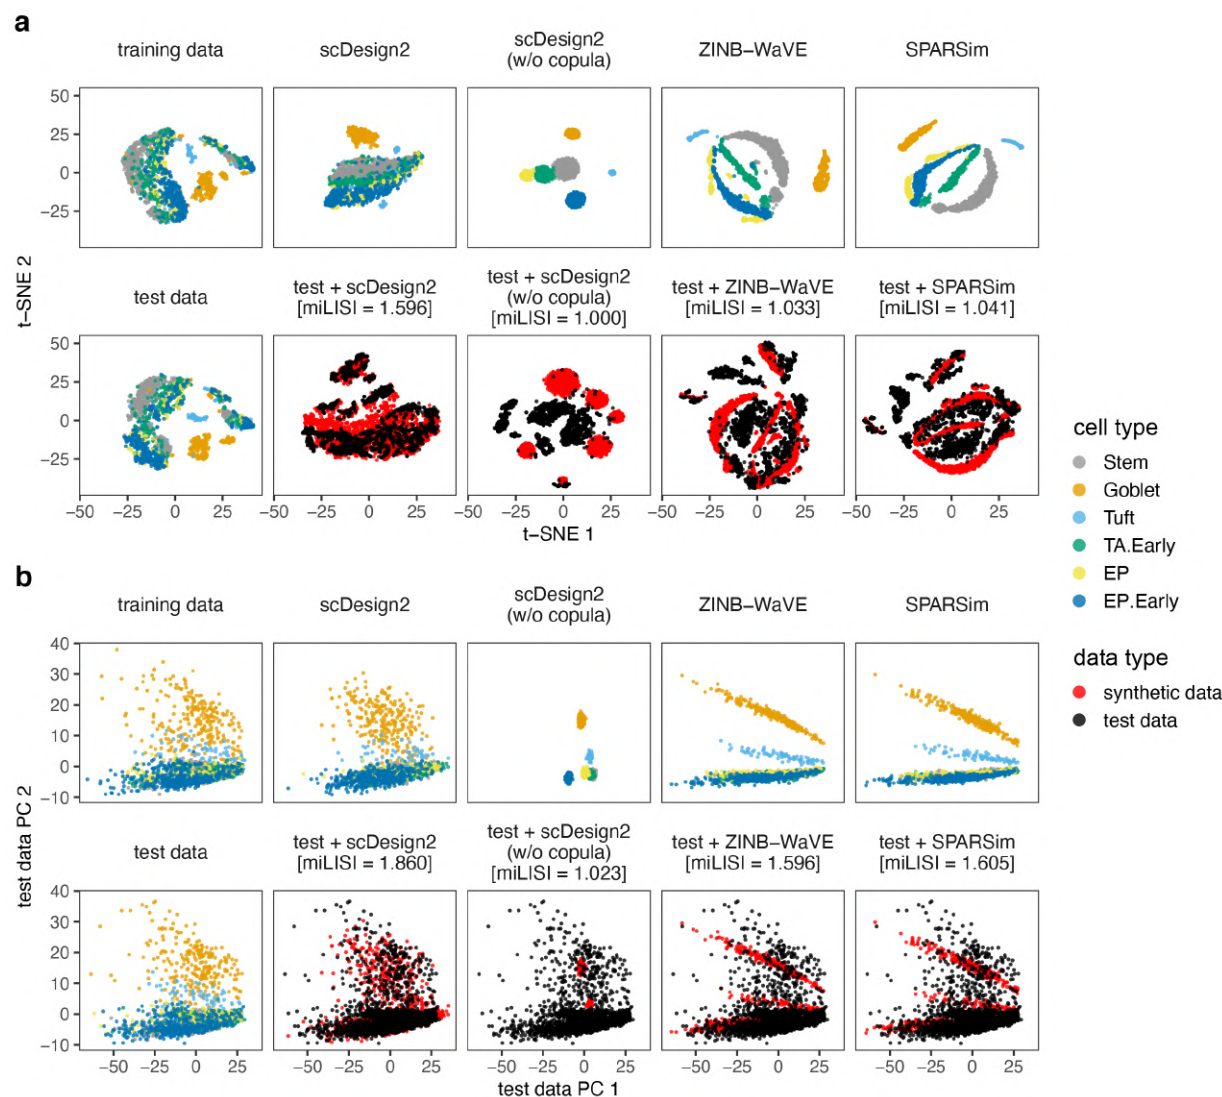 a
training data
scDesign2
scDesign2
(w/o copula)
ZINB–WaVE
SPARSim
50
25
0
−25
test data
test + scDesign2
[miLISI = 1.596]
test + scDesign2
(w/o copula)
[miLISI = 1.000]
test + ZINB–WaVE
[miLISI = 1.033]
test + SPARSim
[miLISI = 1.041]
50
25
0
−25
−50 −25 0 25
−50 −25 0 25
−50 −25 0 25
−50 −25 0 25
−50 −25 0 25
t–SNE 1
t–SNE 2
cell type
Stem
Goblet
Tuft
TA.Early
EP
EP.Early
data type
synthetic data
test data
b
training data
scDesign2
scDesign2
(w/o copula)
ZINB–WaVE
SPARSim
40
30
20
10
0
−10
test data
test + scDesign2
[miLISI = 1.860]
test + scDesign2
(w/o copula)
[miLISI = 1.023]
test + ZINB–WaVE
[miLISI = 1.596]
test + SPARSim
[miLISI = 1.605]
40
30
20
10
0
−10
−50 −25 0 25
−50 −25 0 25
−50 −25 0 25
−50 −25 0 25
−50 −25 0 25
test data PC 1
test data PC 2